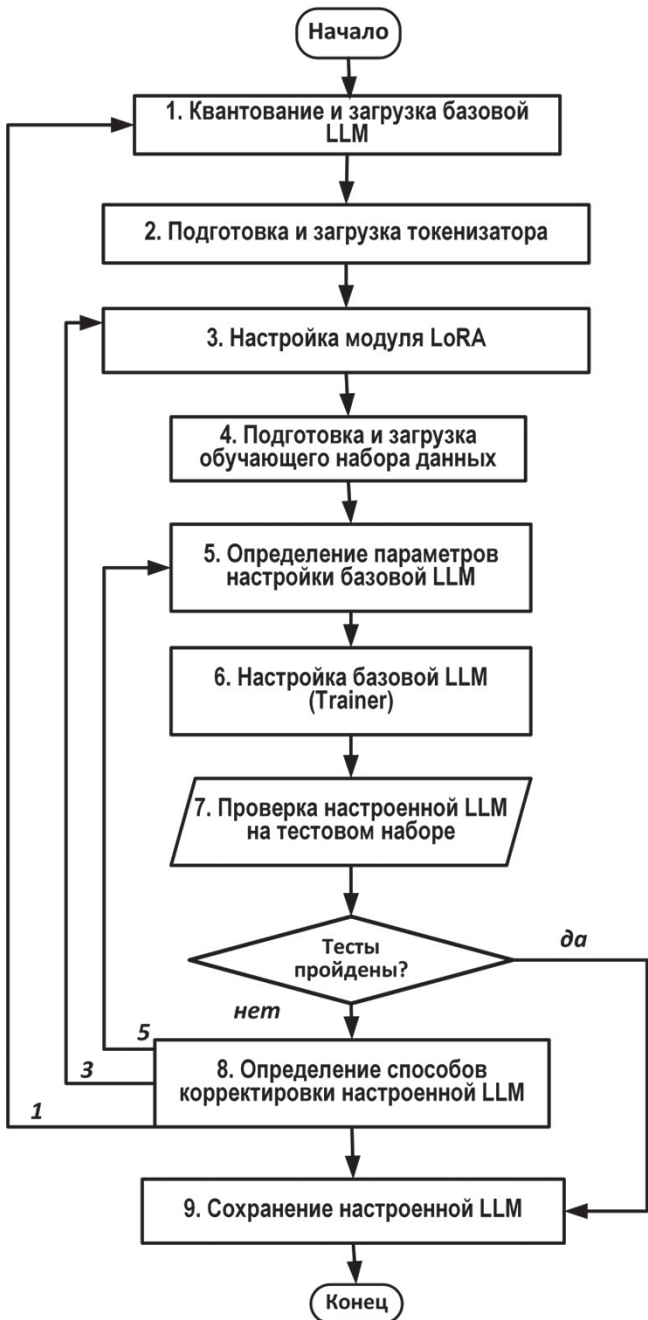 Начало
1. Квантование и загрузка базовой
LLM
2. Подготовка и загрузка токенизатора
3. Настройка модуля LoRA
4. Подготовка и загрузка
обучающего набора данных
5. Определение параметров
настройки базовой LLM
6. Настройка базовой LLM
(Trainer)
7. Проверка настроенной LLM
на тестовом наборе
Тесты
пройдены?
да
нет
5
3
1
8. Определение способов
корректировки настроенной LLM
9. Сохранение настроенной LLM
Конец